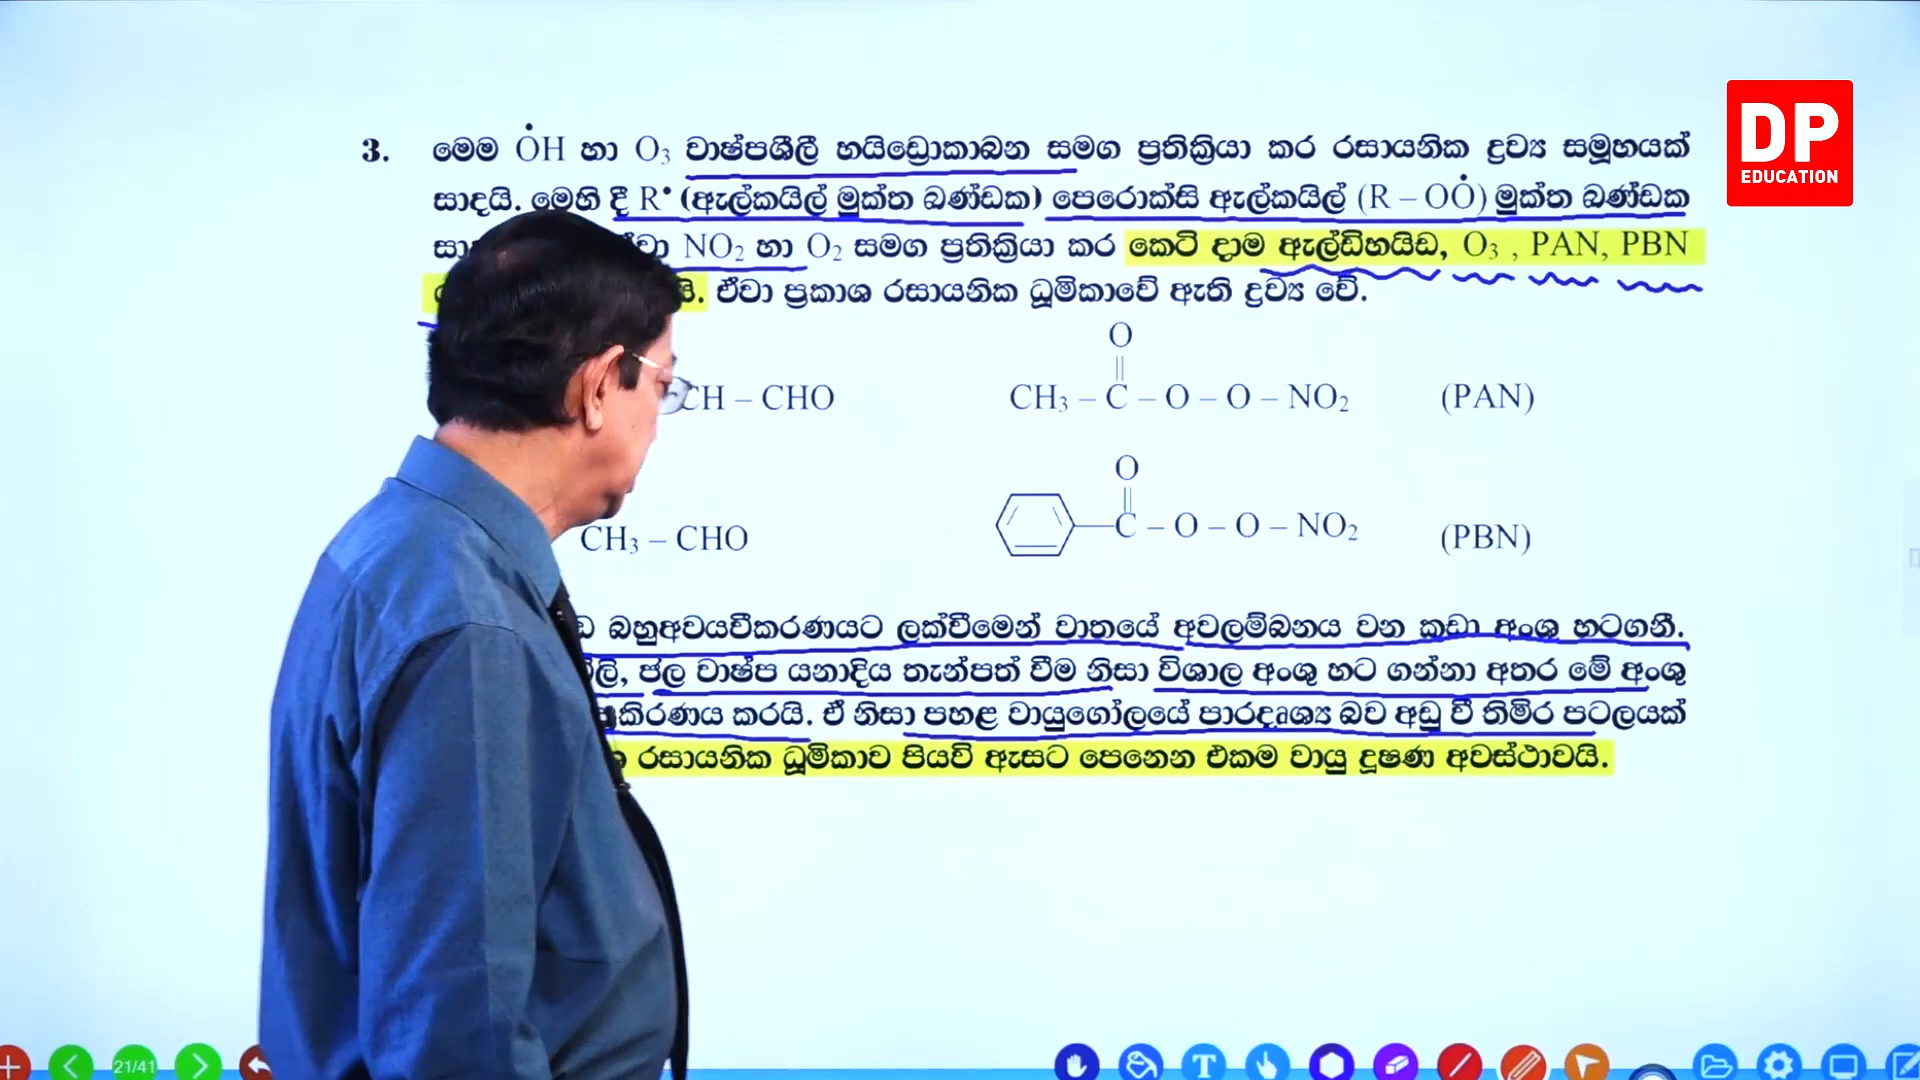 DP
EDUCATION
3. මෙම ȮH හා O₃ වාෂ්පශීලී හයිඩ්‍රොකාබන සමග ප්‍රතික්‍රියා කර රසායනික ද්‍රව්‍ය සමූහයක්
සාදයි. මෙහි දී R• (ඇල්කයිල් මුක්ත ඛණ්ඩක) පෙරොක්සි ඇල්කයිල් (R – OȮ) මුක්ත ඛණ්ඩක
NO₂ හා O₂ සමග ප්‍රතික්‍රියා කර කෙටි දාම ඇල්ඩිහයිඩ, O₃ , PAN, PBN
ඒවා ප්‍රකාශ රසායනික ධූමිකාවේ ඇති ද්‍රව්‍ය වේ.
O
CH – CHO CH₃ – C – O – O – NO₂ (PAN)
O
C – O – O – NO₂ (PBN)
CH₃ – CHO
බහුඅවයවීකරණයට ලක්වීමෙන් වාතයේ අවලම්බනය වන කුඩා අංශු හටගනී.
ජල වාෂ්ප යනාදිය තැන්පත් වීම නිසා විශාල අංශු හට ගන්නා අතර මේ අංශු
කරයි. ඒ නිසා පහළ වායුගෝලයේ පාරදෘශ්‍ය බව අඩු වී තිමිර පටලයක්
රසායනික ධූමිකාව පියවි ඇසට පෙනෙන එකම වායු දූෂණ අවස්ථාවයි.
21/41
T